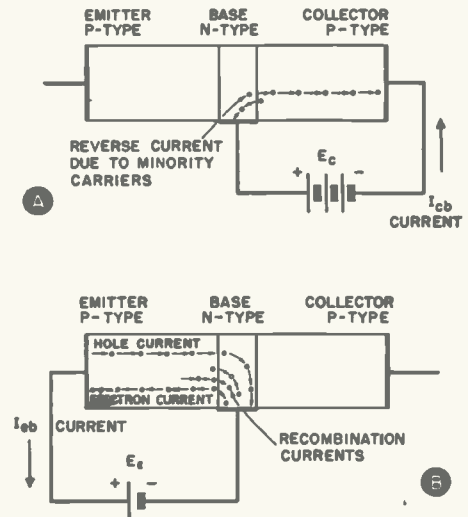 EMITTER
P-TYPE
BASE
N-TYPE
COLLECTOR
P-TYPE
REVERSE CURRENT
DUE TO MINORITY
CARRIERS
Ec
+ -
Icb
CURRENT
A
EMITTER
P-TYPE
BASE
N-TYPE
COLLECTOR
P-TYPE
HOLE CURRENT
ELECTRON CURRENT
Ieb CURRENT
RECOMBINATION
CURRENTS
Eε
+ -
B